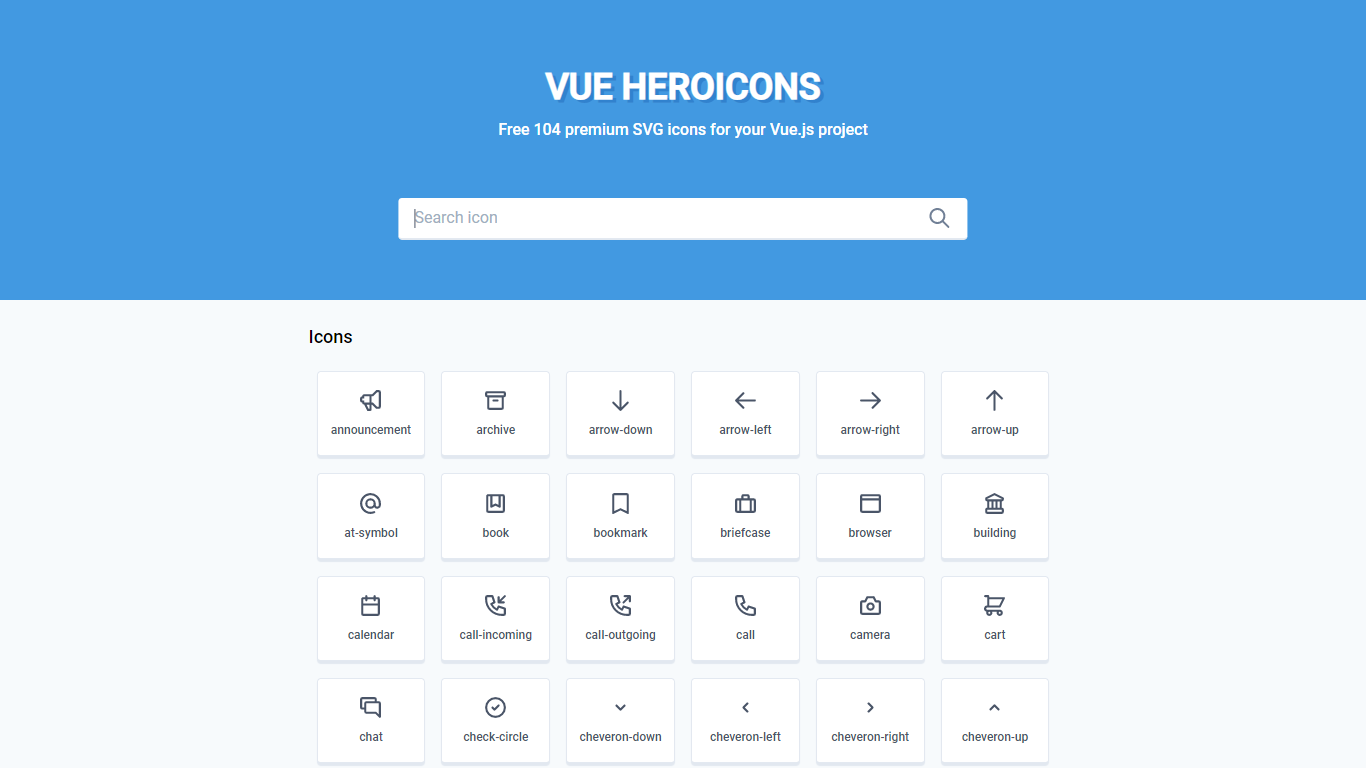 VUE HEROICONS
Free 104 premium SVG icons for your Vue.js project
Search icon
Icons
announcement archive arrow-down arrow-left arrow-right arrow-up
at-symbol book bookmark briefcase browser building
calendar call-incoming call-outgoing call camera cart
chat check-circle cheveron-down cheveron-left cheveron-right cheveron-up